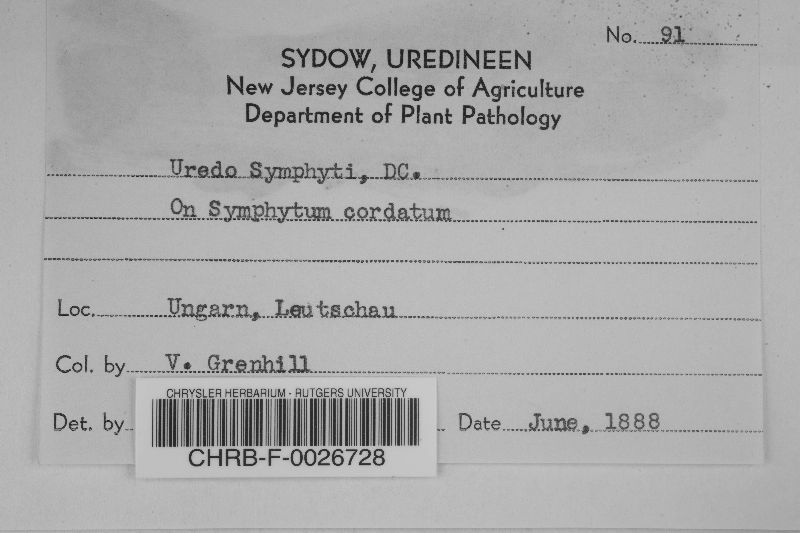 No. 91
SYDOW, UREDINEEN
New Jersey College of Agriculture
Department of Plant Pathology
Uredo Symphyti, DC.
On Symphytum cordatum
Loc. Ungarn, Leutschau
Col. by V. Grenhill
Det. by
Date June, 1888
CHRYSLER HERBARIUM - RUTGERS UNIVERSITY
CHRB-F-0026728